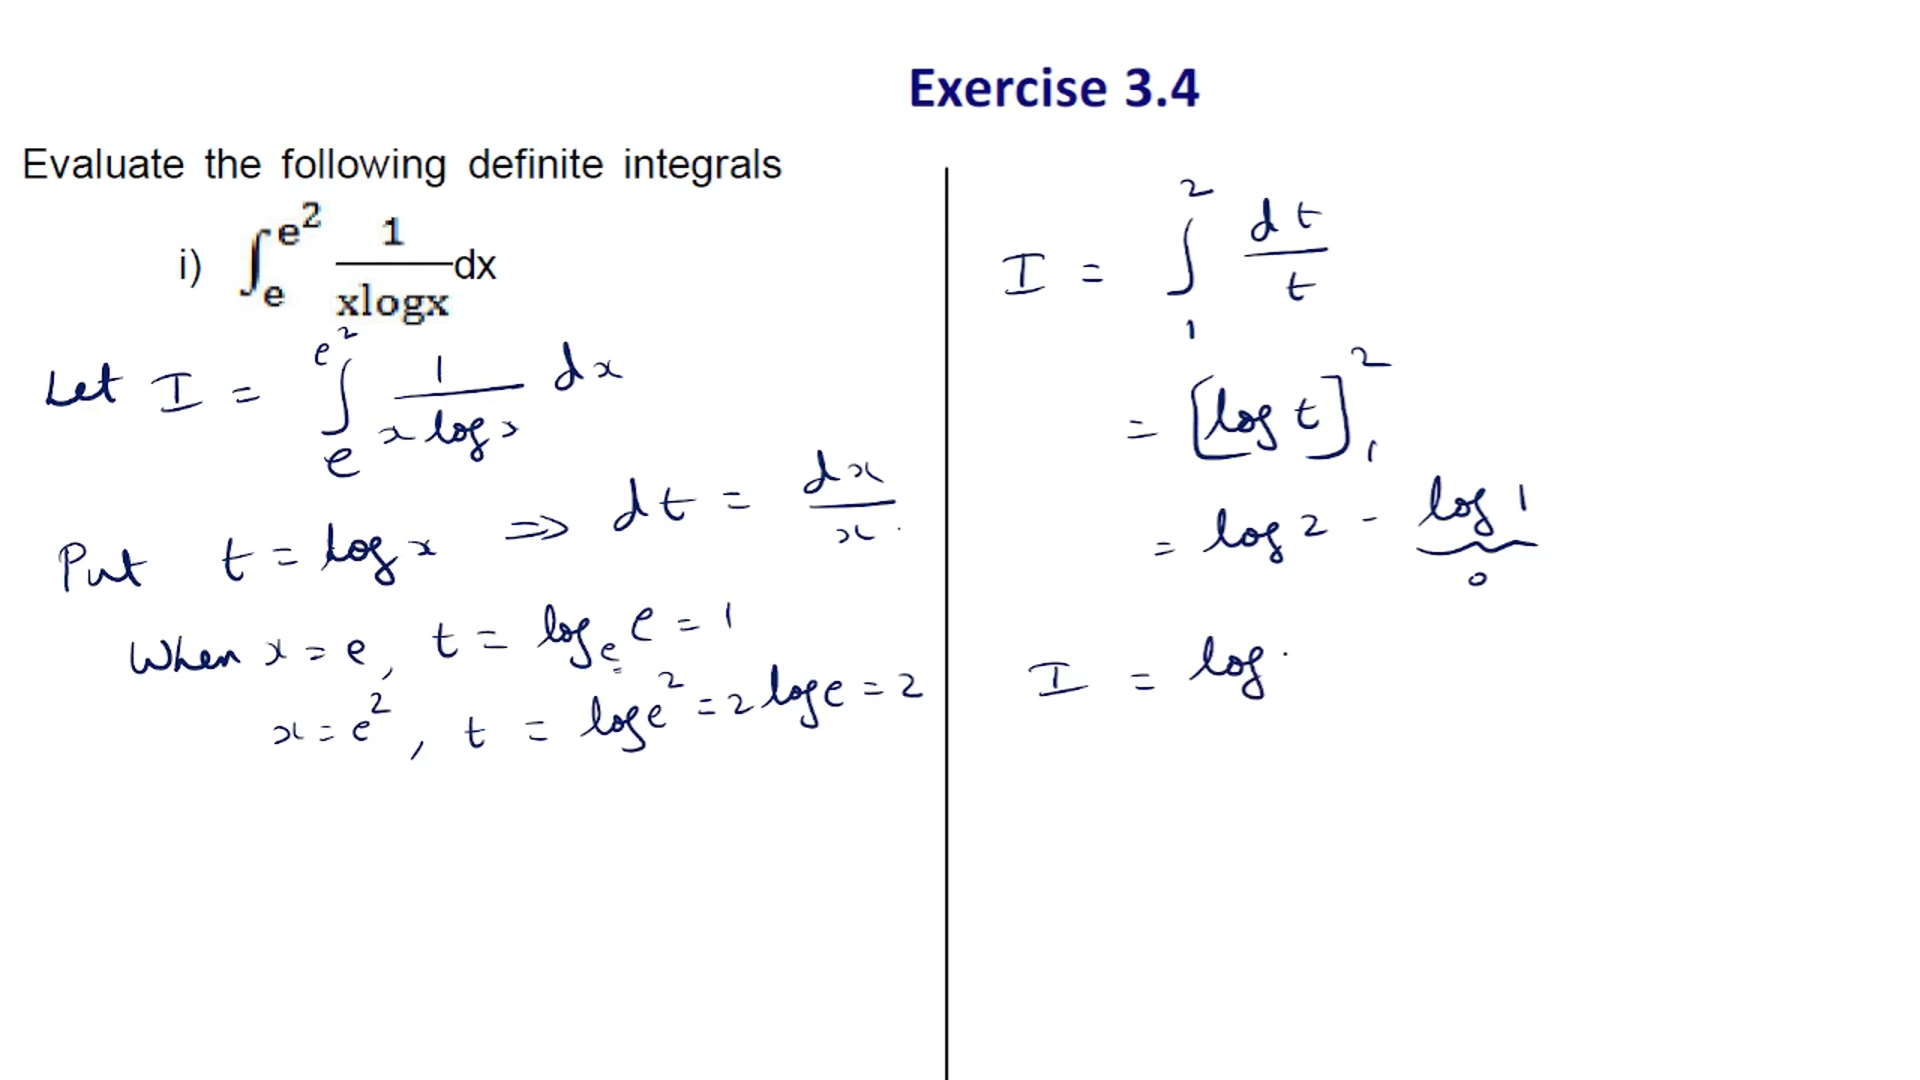 Exercise 3.4
Evaluate the following definite integrals
i) ∫_e^{e^2} 1/(xlogx) dx
Let I = ∫_e^{e^2} 1/(x log x) dx
Put t = log x ⇒ dt = dx/x
When x = e, t = log_e e = 1
x = e^2, t = log e^2 = 2 log e = 2
I = ∫_1^2 dt/t
= [log t]_1^2
= log 2 - log 1
0
I = log